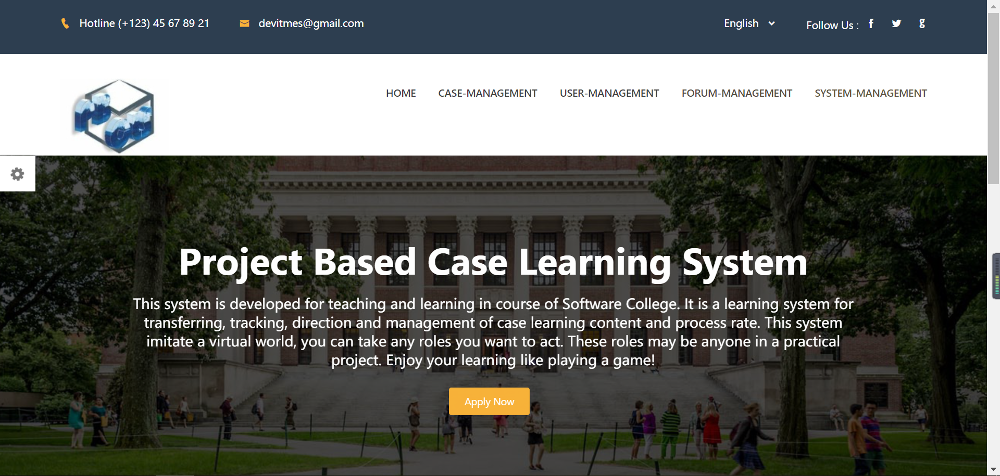 Hotline (+123) 45 67 89 21
devitmes@gmail.com
English
Follow Us :
HOME
CASE-MANAGEMENT
USER-MANAGEMENT
FORUM-MANAGEMENT
SYSTEM-MANAGEMENT
Project Based Case Learning System
This system is developed for teaching and learning in course of Software College. It is a learning system for
transferring, tracking, direction and management of case learning content and process rate. This system
imitate a virtual world, you can take any roles you want to act. These roles may be anyone in a practical
project. Enjoy your learning like playing a game!
Apply Now